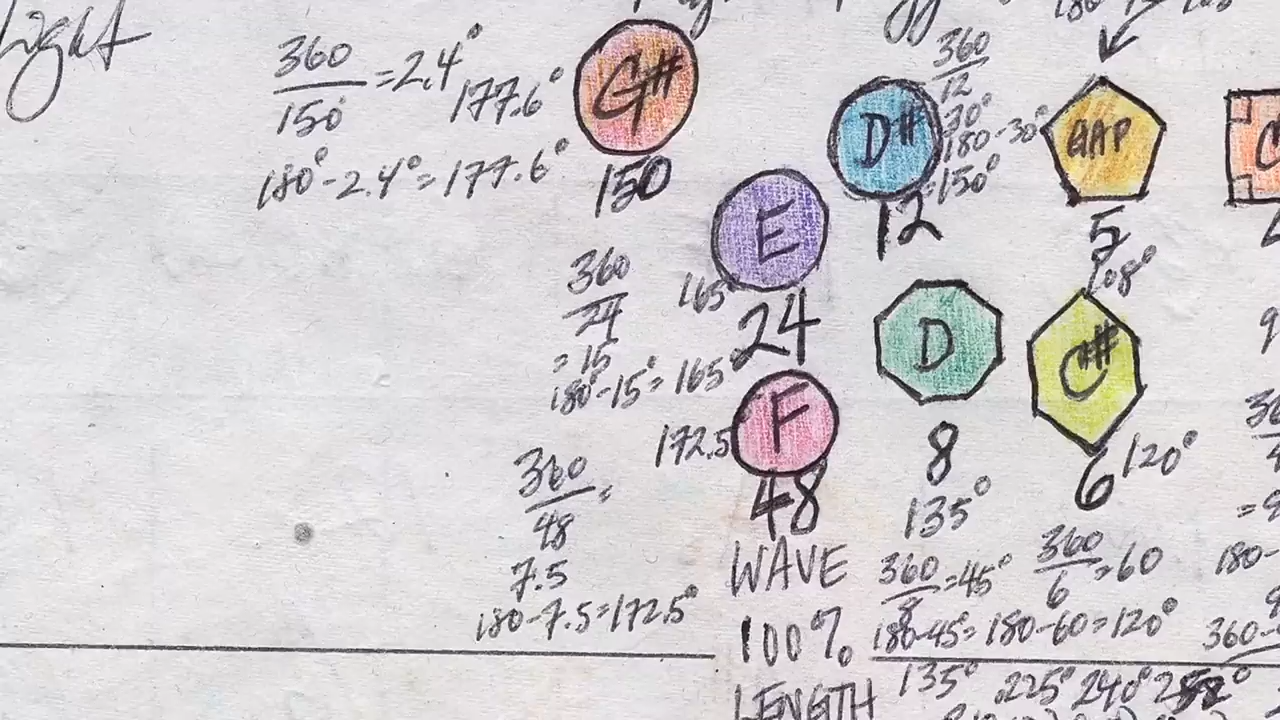 Light
360
150 = 2.4°
177.6°
180° - 2.4° = 177.6°
G#
150
D#
12
360
12
30°
180 - 30°
= 150°
GAP
5
108°
E
24
165°
360
24
= 15
180° - 15° = 165°
D
8
135°
360
8 = 45°
180 - 45° =
135°
C#
6
120°
360
6 = 60
180 - 60 = 120°
F
48
172.5
360
48 =
7.5
180 - 7.5 = 172.5°
WAVE
100%
LENGTH
225° 240°
180-
360